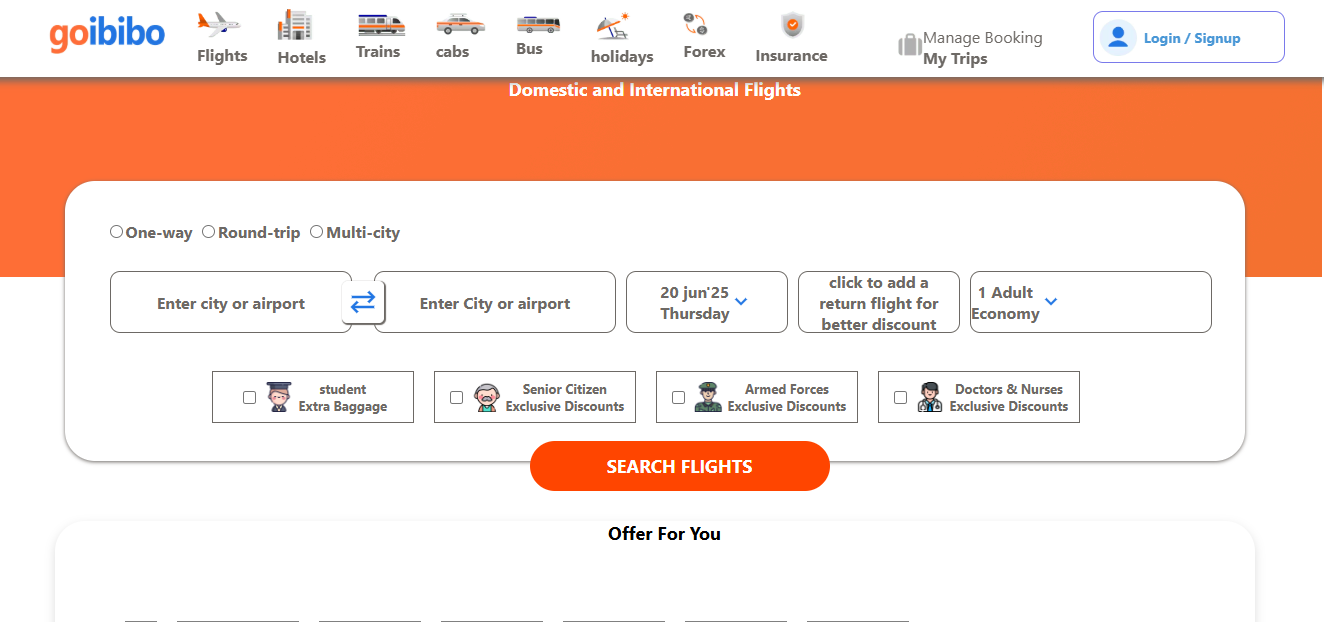 goibibo
Flights
Hotels
Trains
cabs
Bus
holidays
Forex
Insurance
Manage Booking
My Trips
Login / Signup
Domestic and International Flights
One-way
Round-trip
Multi-city
Enter city or airport
Enter City or airport
20 jun'25
Thursday
click to add a
return flight for
better discount
1 Adult
Economy
student
Extra Baggage
Senior Citizen
Exclusive Discounts
Armed Forces
Exclusive Discounts
Doctors & Nurses
Exclusive Discounts
SEARCH FLIGHTS
Offer For You